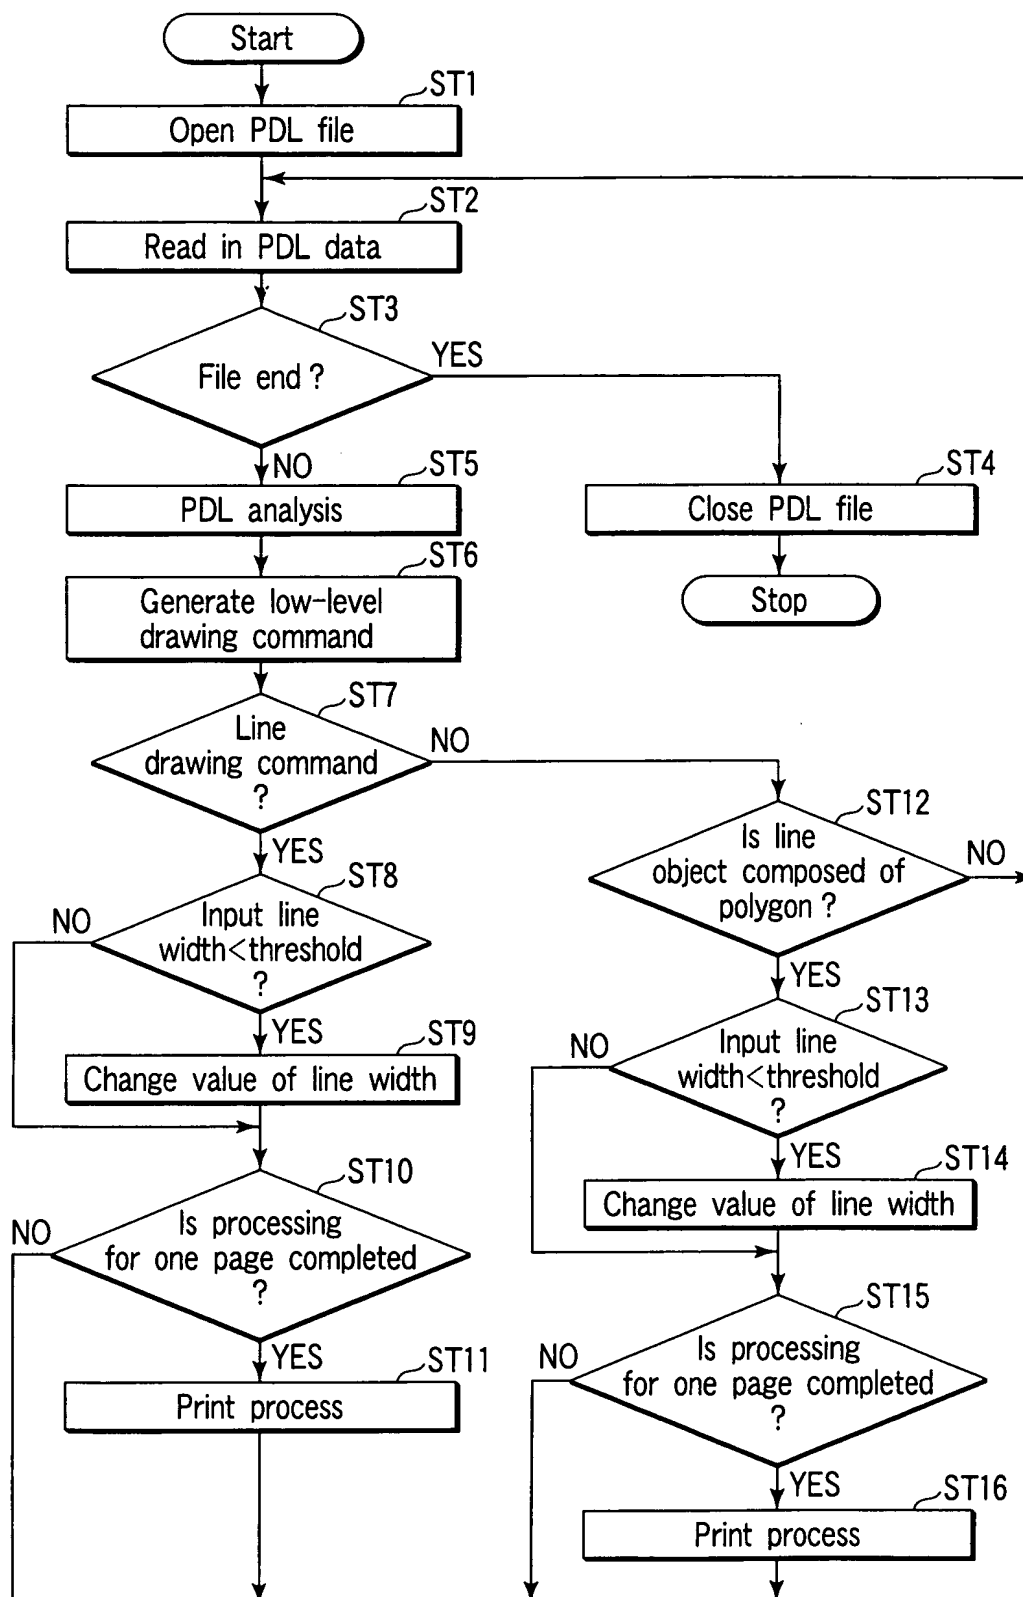 Start
ST1
Open PDL file
ST2
Read in PDL data
ST3
File end ?
YES
NO
ST5
PDL analysis
ST4
Close PDL file
ST6
Generate low-level
drawing command
Stop
ST7
Line
drawing command
?
NO
YES
ST12
Is line
object composed of
polygon ?
NO
YES
ST8
Input line
width<threshold
?
NO
YES
ST9
Change value of line width
ST13
Input line
width<threshold
?
NO
YES
ST14
Change value of line width
ST10
Is processing
for one page completed
?
NO
YES
ST11
Print process
ST15
Is processing
for one page completed
?
NO
YES
ST16
Print process